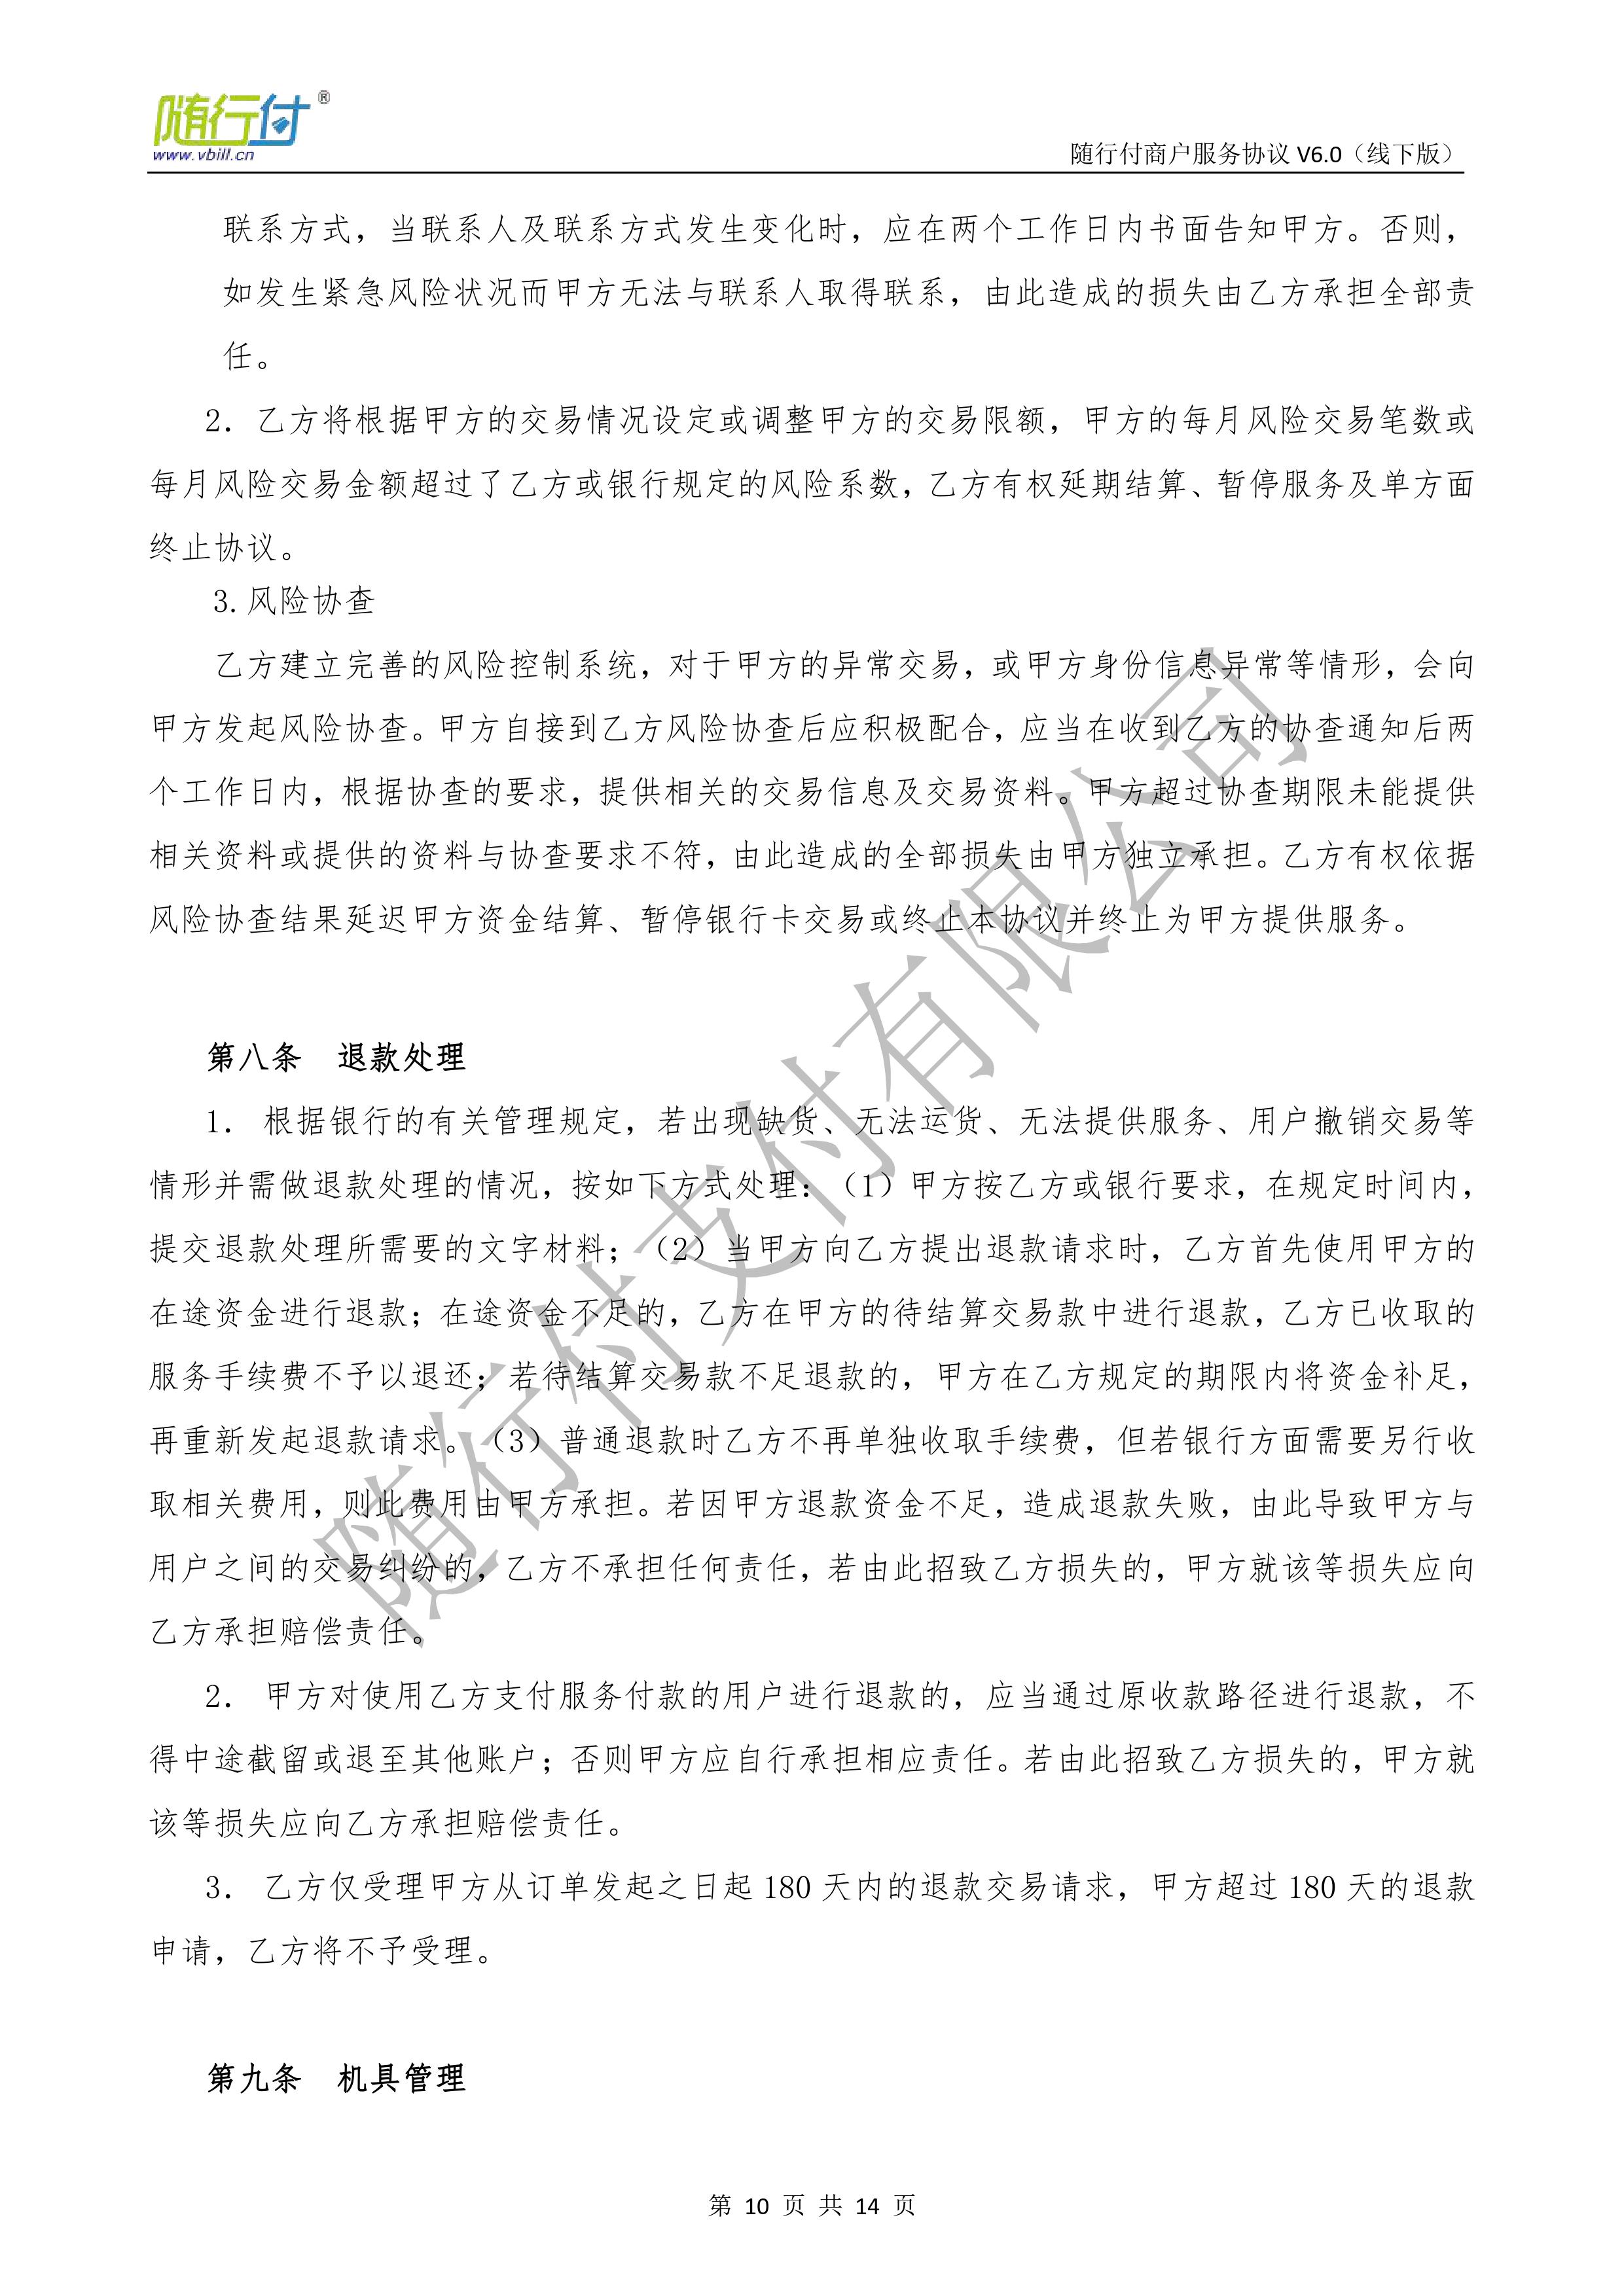 随行付®
www.vbill.cn
随行付商户服务协议 V6.0（线下版）
联系方式，当联系人及联系方式发生变化时，应在两个工作日内书面告知甲方。否则，
如发生紧急风险状况而甲方无法与联系人取得联系，由此造成的损失由乙方承担全部责
任。
2．乙方将根据甲方的交易情况设定或调整甲方的交易限额，甲方的每月风险交易笔数或
每月风险交易金额超过了乙方或银行规定的风险系数，乙方有权延期结算、暂停服务及单方面
终止协议。
3.风险协查
乙方建立完善的风险控制系统，对于甲方的异常交易，或甲方身份信息异常等情形，会向
甲方发起风险协查。甲方自接到乙方风险协查后应积极配合，应当在收到乙方的协查通知后两
个工作日内，根据协查的要求，提供相关的交易信息及交易资料。甲方超过协查期限未能提供
相关资料或提供的资料与协查要求不符，由此造成的全部损失由甲方独立承担。乙方有权依据
风险协查结果延迟甲方资金结算、暂停银行卡交易或终止本协议并终止为甲方提供服务。
第八条　退款处理
1． 根据银行的有关管理规定，若出现缺货、无法运货、无法提供服务、用户撤销交易等
情形并需做退款处理的情况，按如下方式处理：（1）甲方按乙方或银行要求，在规定时间内，
提交退款处理所需要的文字材料；（2）当甲方向乙方提出退款请求时，乙方首先使用甲方的
在途资金进行退款；在途资金不足的，乙方在甲方的待结算交易款中进行退款，乙方已收取的
服务手续费不予以退还；若待结算交易款不足退款的，甲方在乙方规定的期限内将资金补足，
再重新发起退款请求。（3）普通退款时乙方不再单独收取手续费，但若银行方面需要另行收
取相关费用，则此费用由甲方承担。若因甲方退款资金不足，造成退款失败，由此导致甲方与
用户之间的交易纠纷的，乙方不承担任何责任，若由此招致乙方损失的，甲方就该等损失应向
乙方承担赔偿责任。
2． 甲方对使用乙方支付服务付款的用户进行退款的，应当通过原收款路径进行退款，不
得中途截留或退至其他账户；否则甲方应自行承担相应责任。若由此招致乙方损失的，甲方就
该等损失应向乙方承担赔偿责任。
3． 乙方仅受理甲方从订单发起之日起 180 天内的退款交易请求，甲方超过 180 天的退款
申请，乙方将不予受理。
第九条　机具管理
随行付支付有限公司
第 10 页 共 14 页